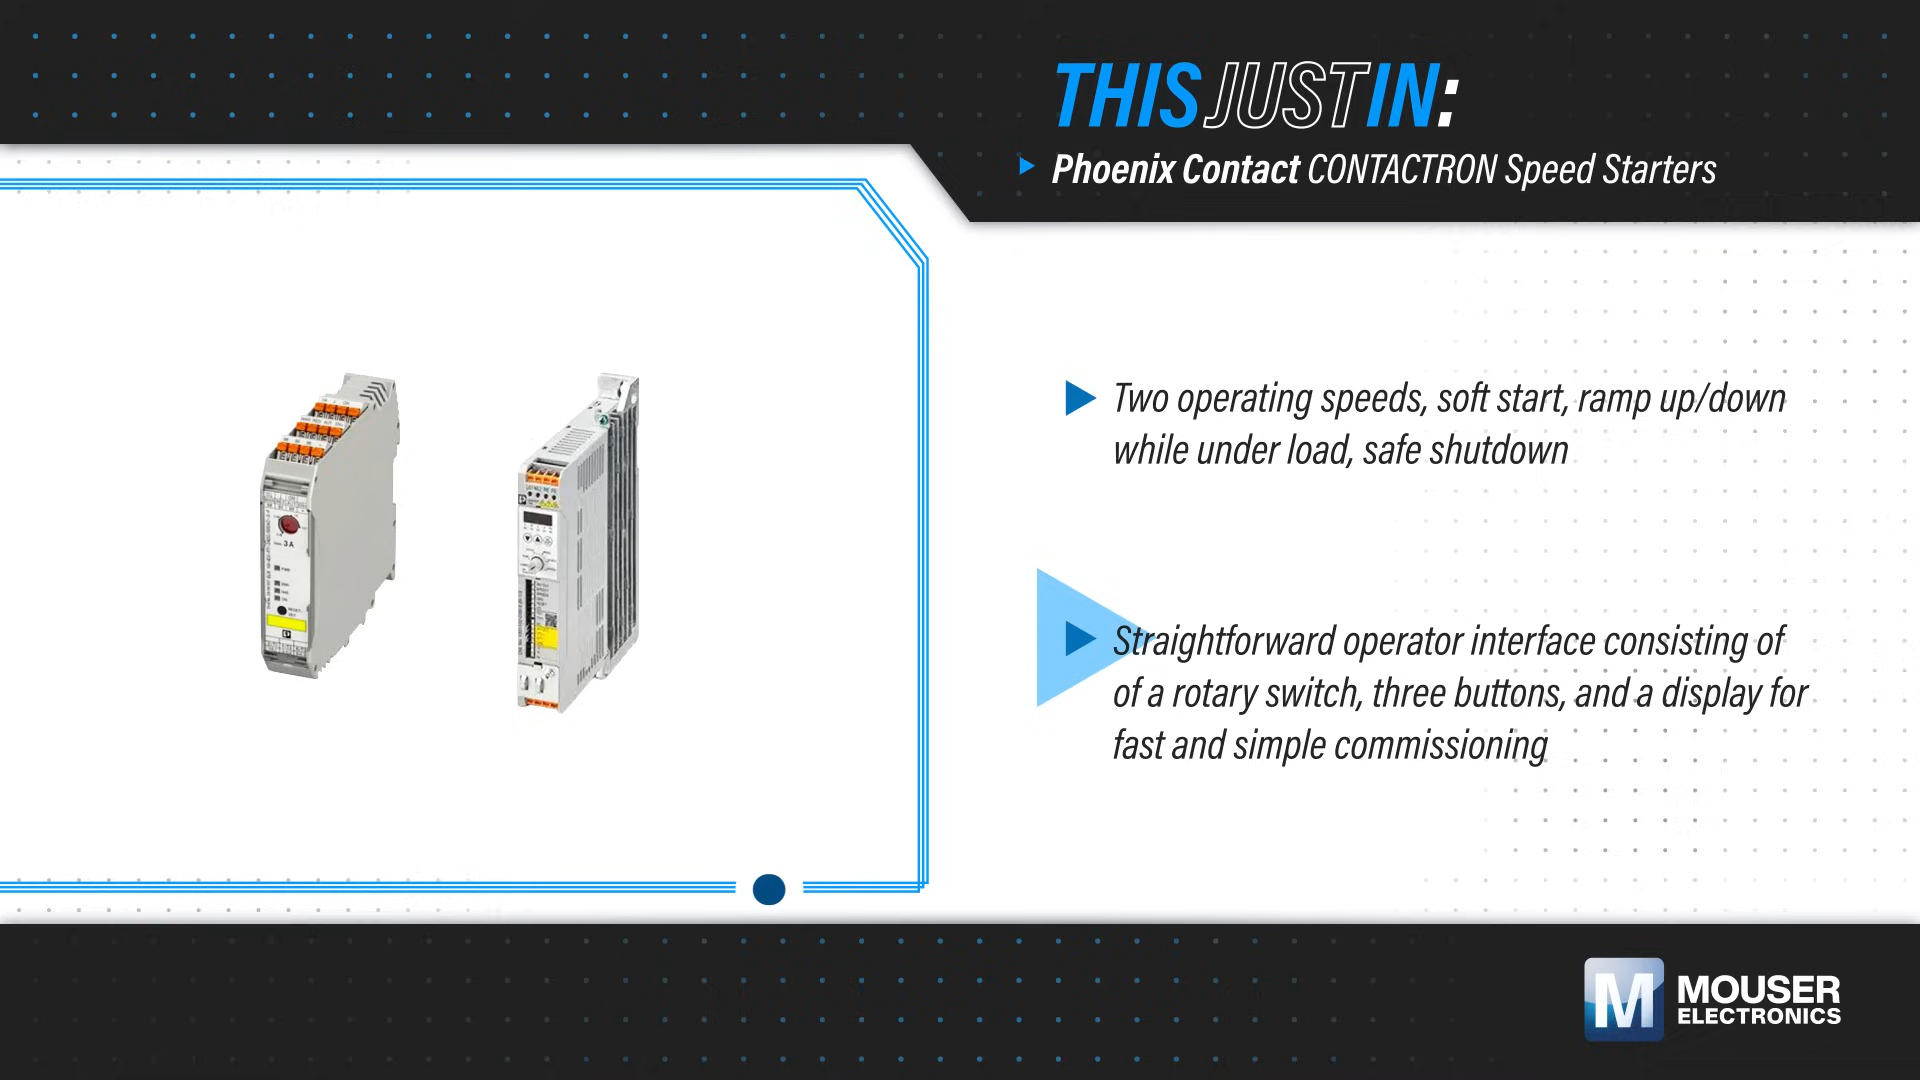 THIS JUST IN:
Phoenix Contact CONTACTRON Speed Starters
Two operating speeds, soft start, ramp up/down
while under load, safe shutdown
Straightforward operator interface consisting of
of a rotary switch, three buttons, and a display for
fast and simple commissioning
3 A
M MOUSER
ELECTRONICS